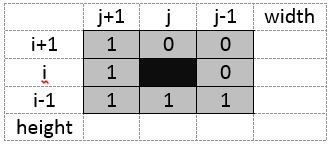 j+1 j j-1 width
i+1 1 0 0
i 1 0
i-1 1 1 1
height